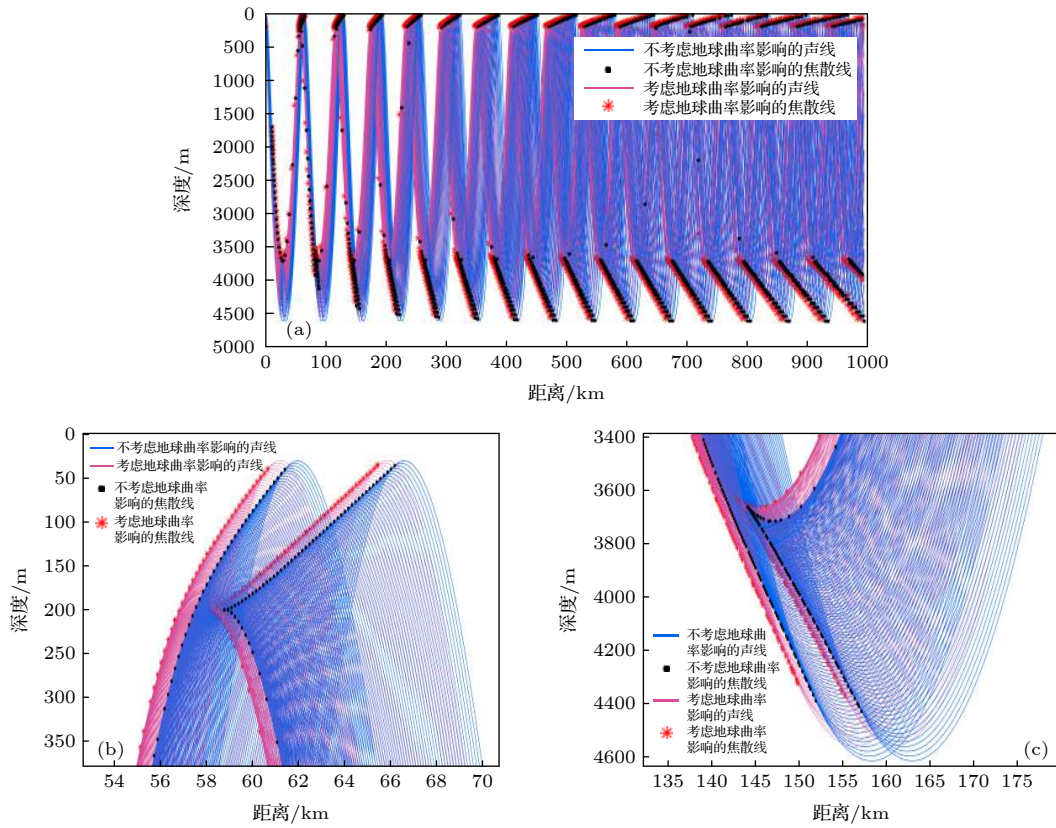 0
500
1000
1500
2000
2500
3000
3500
4000
4500
5000
深度/m
不考虑地球曲率影响的声线
不考虑地球曲率影响的焦散线
考虑地球曲率影响的声线
考虑地球曲率影响的焦散线
(a)
0 100 200 300 400 500 600 700 800 900 1000
距离/km
0
50
100
150
200
250
300
350
深度/m
不考虑地球曲率影响的声线
考虑地球曲率影响的声线
不考虑地球曲率
影响的焦散线
考虑地球曲率
影响的焦散线
(b)
54 56 58 60 62 64 66 68 70
距离/km
3400
3600
3800
4000
4200
4400
4600
深度/m
不考虑地球曲
率影响的声线
不考虑地球曲率
影响的焦散线
考虑地球曲率
影响的声线
考虑地球曲率
影响的焦散线
(c)
135 140 145 150 155 160 165 170 175
距离/km